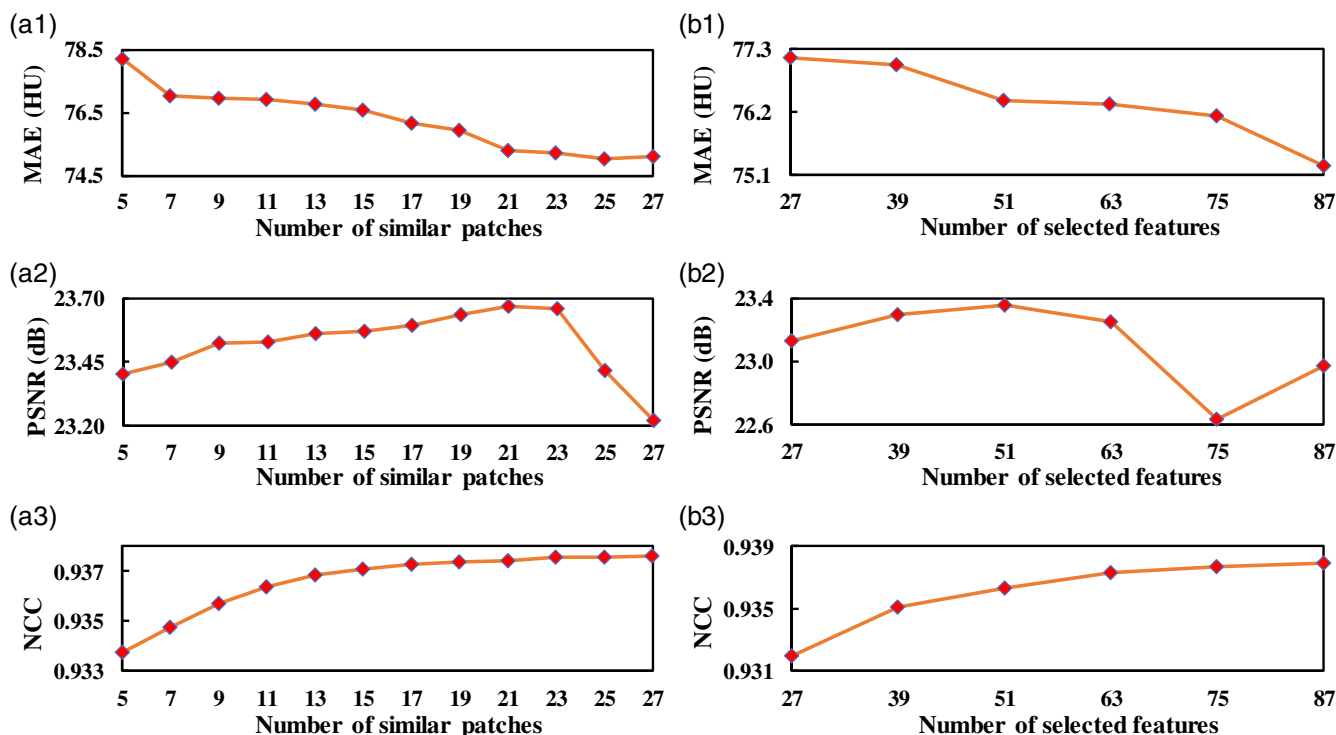 (a1)
MAE (HU)
78.5
76.5
74.5
5 7 9 11 13 15 17 19 21 23 25 27
Number of similar patches
(b1)
MAE (HU)
77.3
76.2
75.1
27 39 51 63 75 87
Number of selected features
(a2)
PSNR (dB)
23.70
23.45
23.20
5 7 9 11 13 15 17 19 21 23 25 27
Number of similar patches
(b2)
PSNR (dB)
23.4
23.0
22.6
27 39 51 63 75 87
Number of selected features
(a3)
NCC
0.937
0.935
0.933
5 7 9 11 13 15 17 19 21 23 25 27
Number of similar patches
(b3)
NCC
0.939
0.935
0.931
27 39 51 63 75 87
Number of selected features